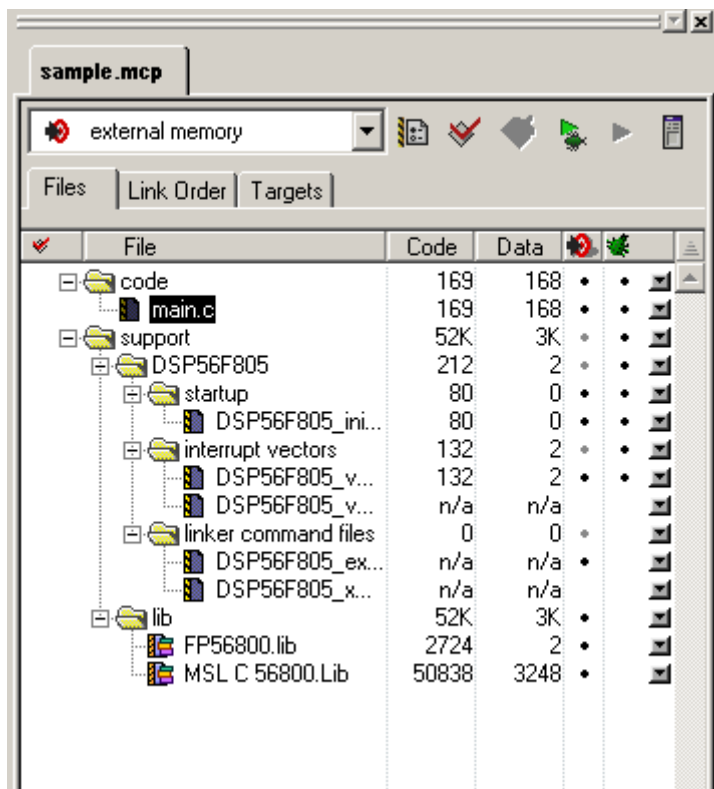 sample.mcp
external memory
Files Link Order Targets
File Code Data
code 169 168
main.c 169 168
support 52K 3K
DSP56F805 212 2
startup 80 0
DSP56F805_ini... 80 0
interrupt vectors 132 2
DSP56F805_v... 132 2
DSP56F805_v... n/a n/a
linker command files 0 0
DSP56F805_ex... n/a n/a
DSP56F805_x... n/a n/a
lib 52K 3K
FP56800.lib 2724 2
MSL C 56800.Lib 50838 3248